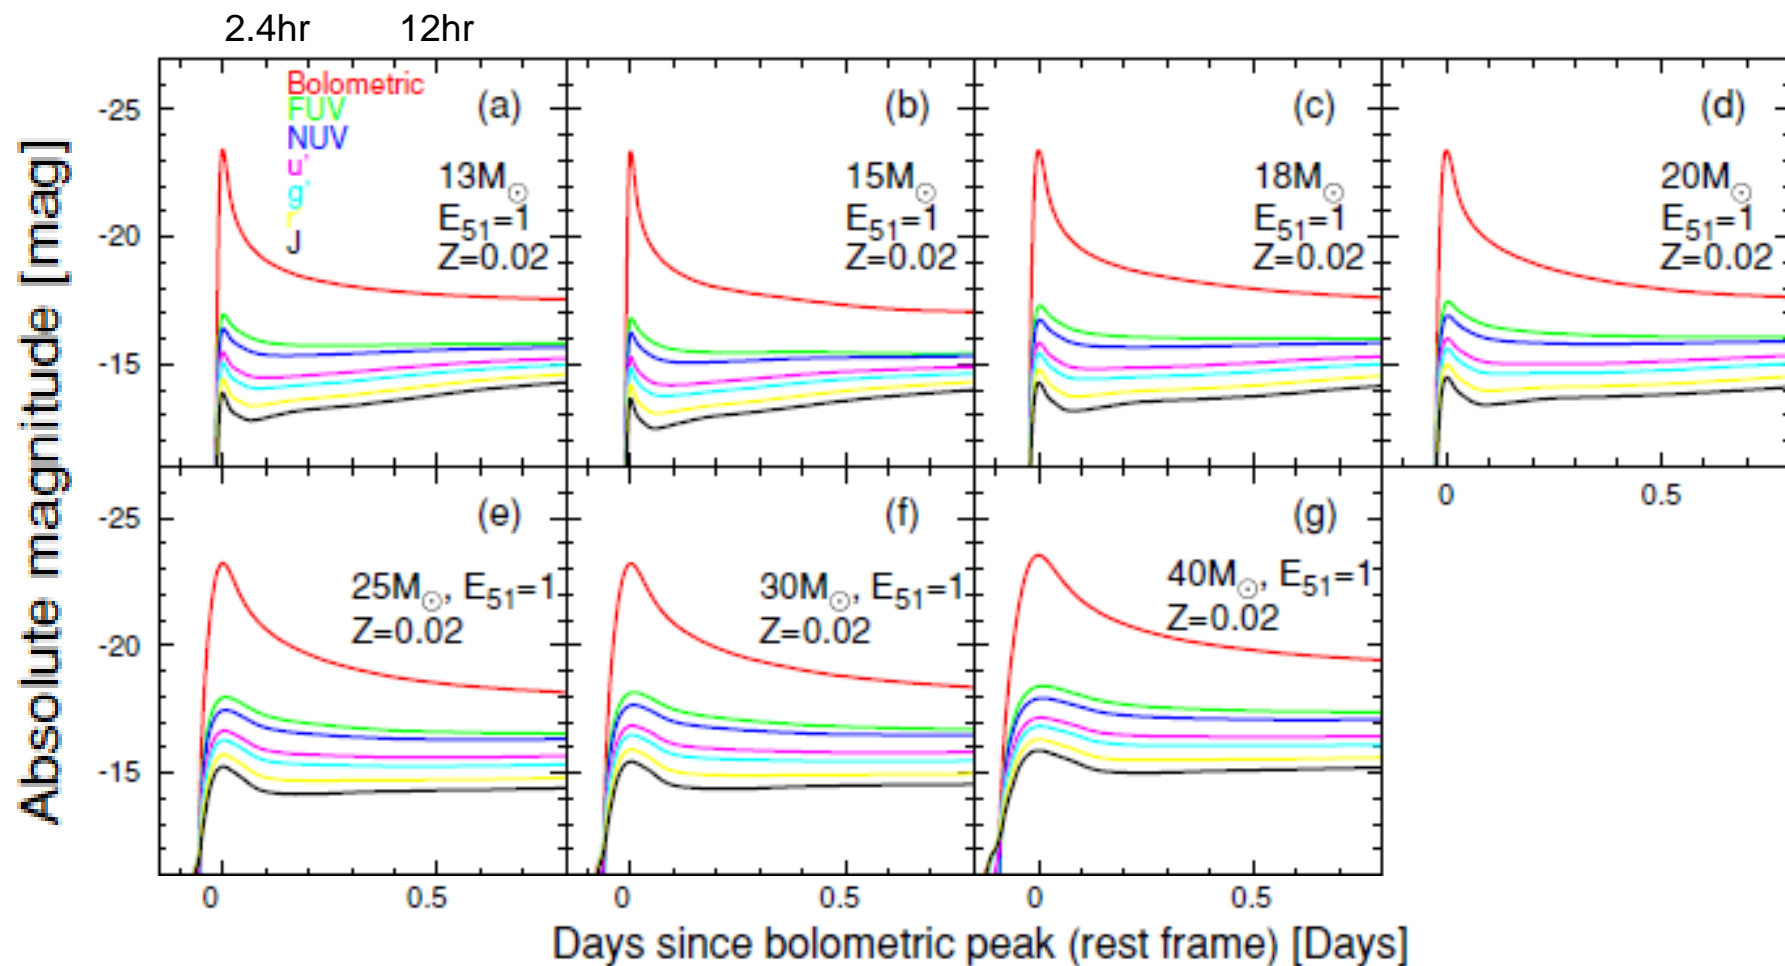 2.4hr 12hr
Bolometric
FUV
NUV
u'
g'
r'
J
(a)
13M☉
E51=1
Z=0.02
(b)
15M☉
E51=1
Z=0.02
(c)
18M☉
E51=1
Z=0.02
(d)
20M☉
E51=1
Z=0.02
-25
-20
-15
0 0.5
(e)
25M☉, E51=1
Z=0.02
(f)
30M☉, E51=1
Z=0.02
(g)
40M☉, E51=1
Z=0.02
-25
-20
-15
0 0.5 0 0.5 0 0.5
Absolute magnitude [mag]
Days since bolometric peak (rest frame) [Days]